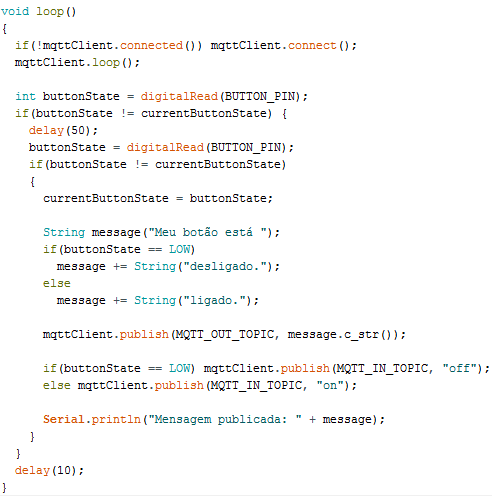 void loop()
{
  if(!mqttClient.connected()) mqttClient.connect();
  mqttClient.loop();

  int buttonState = digitalRead(BUTTON_PIN);
  if(buttonState != currentButtonState) {
    delay(50);
    buttonState = digitalRead(BUTTON_PIN);
    if(buttonState != currentButtonState)
    {
      currentButtonState = buttonState;

      String message("Meu botão está ");
      if(buttonState == LOW)
        message += String("desligado.");
      else
        message += String("ligado.");

      mqttClient.publish(MQTT_OUT_TOPIC, message.c_str());

      if(buttonState == LOW) mqttClient.publish(MQTT_IN_TOPIC, "off");
      else mqttClient.publish(MQTT_IN_TOPIC, "on");

      Serial.println("Mensagem publicada: " + message);
    }
  }
  delay(10);
}